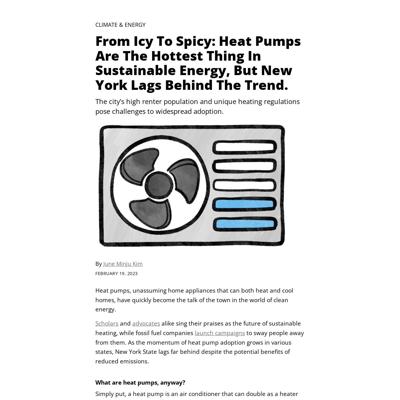 CLIMATE & ENERGY
From Icy To Spicy: Heat Pumps
Are The Hottest Thing In
Sustainable Energy, But New
York Lags Behind The Trend.
The city's high renter population and unique heating regulations
pose challenges to widespread adoption.
By June Minju Kim
FEBRUARY 19, 2023
Heat pumps, unassuming home appliances that can both heat and cool
homes, have quickly become the talk of the town in the world of clean
energy.
Scholars and advocates alike sing their praises as the future of sustainable
heating, while fossil fuel companies launch campaigns to sway people away
from them. As the momentum of heat pump adoption grows in various
states, New York State lags far behind despite the potential benefits of
reduced emissions.
What are heat pumps, anyway?
Simply put, a heat pump is an air conditioner that can double as a heater